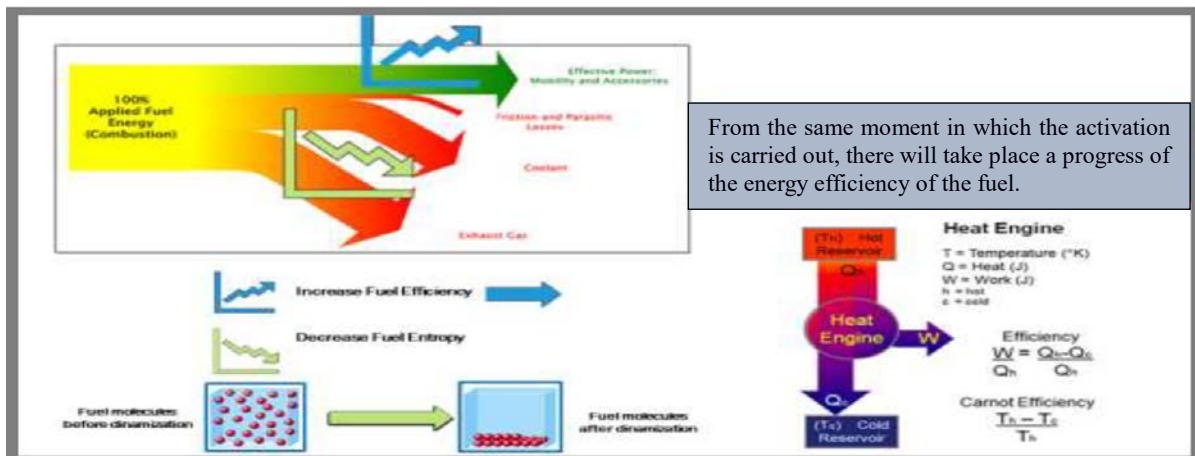 100%
Applied Fuel
Energy
(Combustion)
Effective Power:
Mobility and Accessories
Friction and Parasitic
Losses
Coolant
Exhaust Gas
From the same moment in which the activation
is carried out, there will take place a progress of
the energy efficiency of the fuel.
Increase Fuel Efficiency
Decrease Fuel Entropy
Fuel molecules
before dinamization
Fuel molecules
after dinamization
(Th) Hot
Reservoir
Qh
Heat
Engine
W
Qc
(Tc) Cold
Reservoir
Heat Engine
T = Temperature (°K)
Q = Heat (J)
W = Work (J)
h = hot
c = cold
Efficiency
W/Qh = Qh-Qc/Qh
Carnot Efficiency
Th - Tc
Th